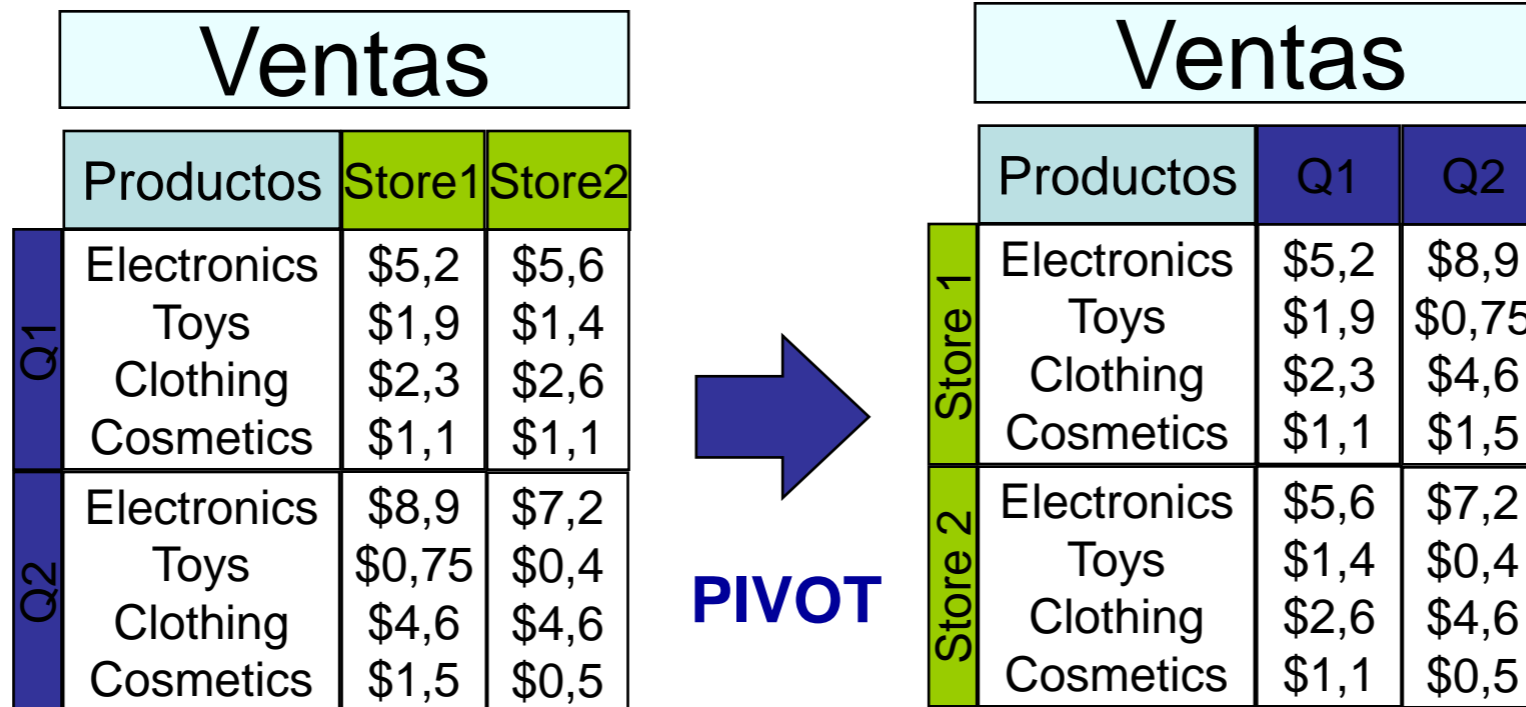 Ventas
Productos Store1 Store2
Q1
Electronics $5,2 $5,6
Toys $1,9 $1,4
Clothing $2,3 $2,6
Cosmetics $1,1 $1,1
Q2
Electronics $8,9 $7,2
Toys $0,75 $0,4
Clothing $4,6 $4,6
Cosmetics $1,5 $0,5
PIVOT
Ventas
Productos Q1 Q2
Store 1
Electronics $5,2 $8,9
Toys $1,9 $0,75
Clothing $2,3 $4,6
Cosmetics $1,1 $1,5
Store 2
Electronics $5,6 $7,2
Toys $1,4 $0,4
Clothing $2,6 $4,6
Cosmetics $1,1 $0,5